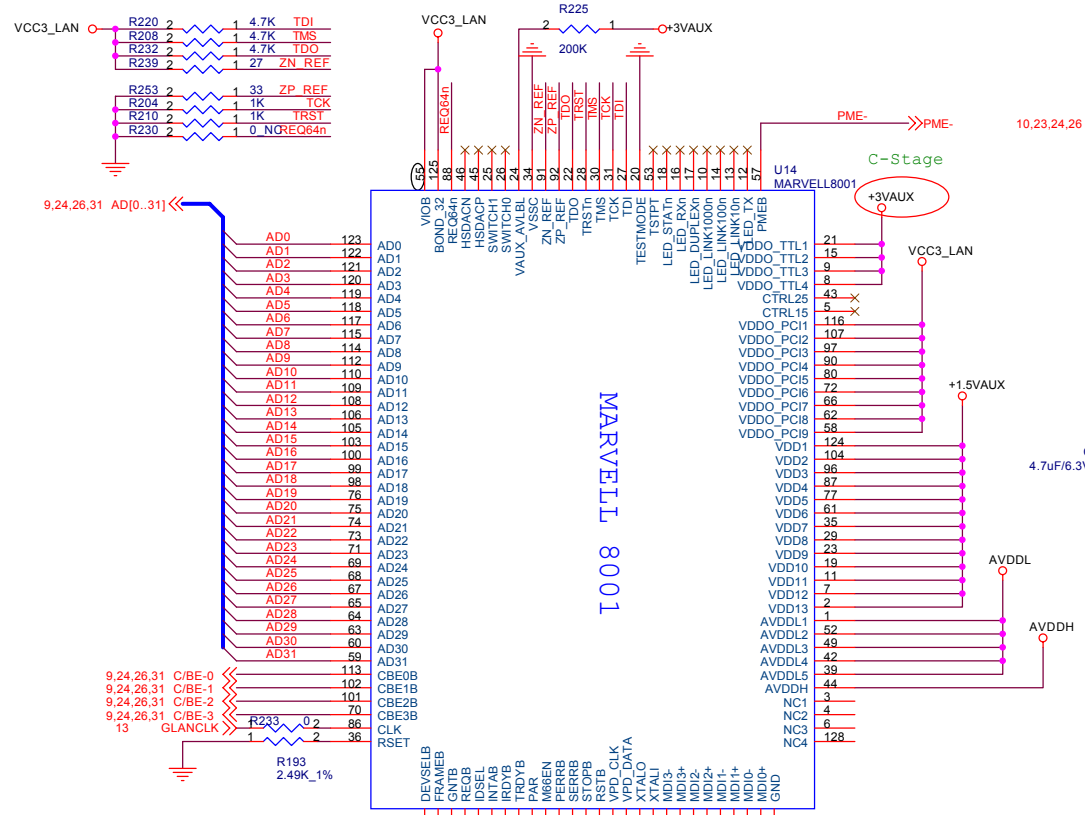 VCC3_LAN
R220 2 1 4.7K TDI
R208 2 1 4.7K TMS
R232 2 1 4.7K TDO
R239 2 1 27 ZN_REF
R253 2 1 33 ZP_REF
R204 2 1 1K TCK
R210 2 1 1K TRST
R230 2 1 0_NC REQ64n
VCC3_LAN
R225
2 1
200K
+3VAUX
REQ64n
ZN_REF
ZP_REF
TDO
TRST
TMS
TCK
TDI
PME-
PME-
10,23,24,26
C-Stage
+3VAUX
U14
MARVELL8001
55 VIOB
125 BOND_32
88 REQ64n
46 HSDACN
45 HSDACP
25 SWITCH1
26 SWITCH0
24 VAUX_AVLBL
34 VSSC
91 ZN_REF
92 ZP_REF
22 TDO
28 TRSTn
30 TMS
31 TCK
27 TDI
20 TESTMODE
53 TSTPT
18 LED_STATn
16 LED_RXn
17 LED_DUPLEXn
10 LED_LINK1000n
14 LED_LINK100n
13 LED_LINK10n
12 LED_TX
57 PMEB
9,24,26,31 AD[0..31]
AD0 123 AD0
AD1 122 AD1
AD2 121 AD2
AD3 120 AD3
AD4 119 AD4
AD5 118 AD5
AD6 117 AD6
AD7 115 AD7
AD8 114 AD8
AD9 112 AD9
AD10 110 AD10
AD11 109 AD11
AD12 108 AD12
AD13 106 AD13
AD14 105 AD14
AD15 103 AD15
AD16 100 AD16
AD17 99 AD17
AD18 98 AD18
AD19 76 AD19
AD20 75 AD20
AD21 74 AD21
AD22 73 AD22
AD23 71 AD23
AD24 69 AD24
AD25 68 AD25
AD26 67 AD26
AD27 65 AD27
AD28 64 AD28
AD29 63 AD29
AD30 60 AD30
AD31 59 AD31
9,24,26,31 C/BE-0 113 CBE0B
9,24,26,31 C/BE-1 102 CBE1B
9,24,26,31 C/BE-2 101 CBE2B
9,24,26,31 C/BE-3 70 CBE3B
13 GLANCLK 1 R233 0 2 86 CLK
1 2 36 RSET
R193
2.49K_1%
MARVELL 8001
VDDO_TTL1 21
VDDO_TTL2 15
VDDO_TTL3 9
VDDO_TTL4 8
CTRL25 43
CTRL15 5
VCC3_LAN
VDDO_PCI1 116
VDDO_PCI2 107
VDDO_PCI3 97
VDDO_PCI4 90
VDDO_PCI5 80
VDDO_PCI6 72
VDDO_PCI7 66
VDDO_PCI8 62
VDDO_PCI9 58
+1.5VAUX
VDD1 124
VDD2 104
VDD3 96
VDD4 87
VDD5 77
VDD6 61
VDD7 35
VDD8 29
VDD9 23
VDD10 19
VDD11 11
VDD12 7
VDD13 2
4.7uF/6.3V
AVDDL
AVDDL1 1
AVDDL2 52
AVDDL3 49
AVDDL4 42
AVDDL5 39
AVDDH
AVDDH 44
NC1 3
NC2 4
NC3 6
NC4 128
DEVSELB
FRAMEB
GNTB
REQB
IDSEL
INTAB
IRDYB
TRDYB
PAR
M66EN
PERRB
SERRB
STOPB
RSTB
VPD_CLK
VPD_DATA
XTALO
XTALI
MDI3-
MDI3+
MDI2-
MDI2+
MDI1-
MDI1+
MDI0-
MDI0+
GND